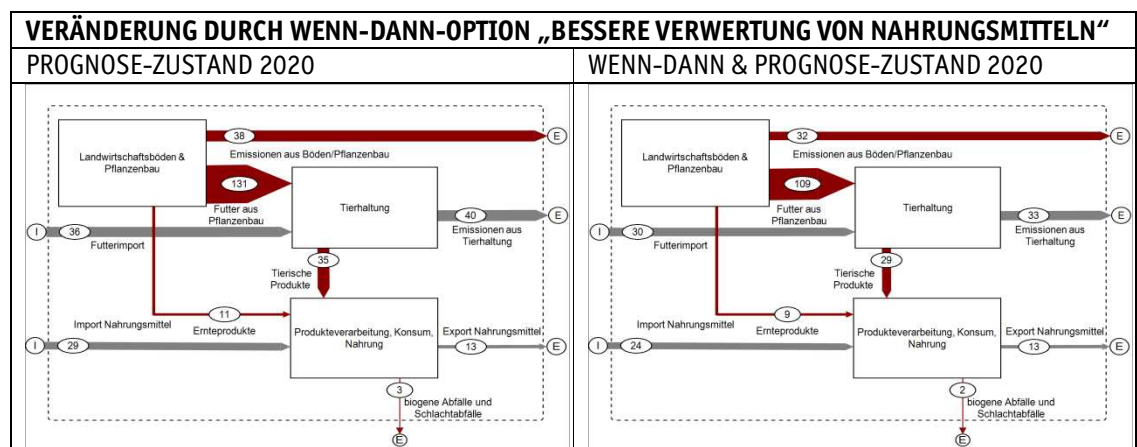 VERÄNDERUNG DURCH WENN-DANN-OPTION „BESSERE VERWERTUNG VON NAHRUNGSMITTELN“
PROGNOSE-ZUSTAND 2020
38
E
Landwirtschaftsböden &
Pflanzenbau
Emissionen aus Böden/Pflanzenbau
131
Futter aus
Pflanzenbau
Tierhaltung
40
E
Emissionen aus
Tierhaltung
I
36
Futterimport
35
Tierische
Produkte
11
Import Nahrungsmittel
Ernteprodukte
Produkteverarbeitung, Konsum,
Nahrung
Export Nahrungsmittel
I
29
13
E
3
biogene Abfälle und
Schlachtabfälle
E
WENN-DANN & PROGNOSE-ZUSTAND 2020
32
E
Landwirtschaftsböden &
Pflanzenbau
Emissionen aus Böden/Pflanzenbau
109
Futter aus
Pflanzenbau
Tierhaltung
33
E
Emissionen aus
Tierhaltung
I
30
Futterimport
29
Tierische
Produkte
9
Import Nahrungsmittel
Ernteprodukte
Produkteverarbeitung, Konsum,
Nahrung
Export Nahrungsmittel
I
24
13
E
2
biogene Abfälle und
Schlachtabfälle
E